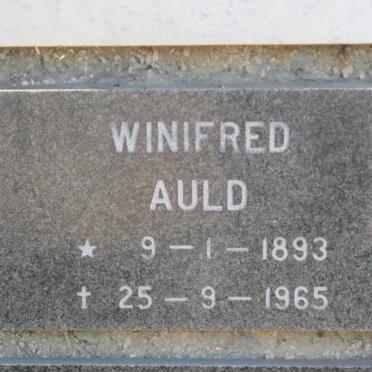 WINIFRED
AULD
★ 9 – 1 – 1893
✝ 25 – 9 – 1965